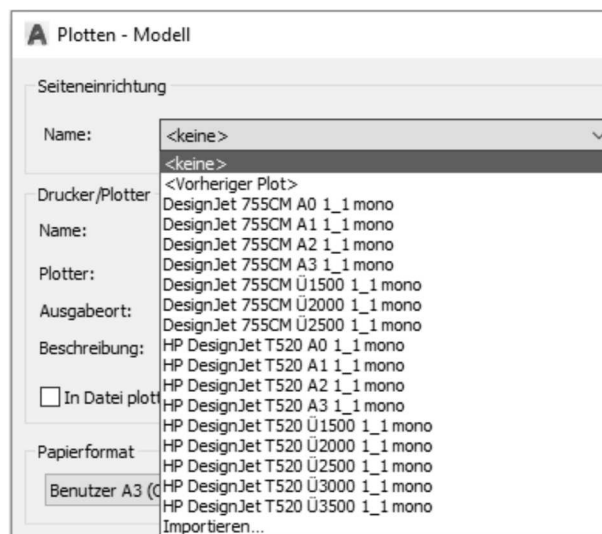 Plotten - Modell
Seiteneinrichtung
Name:
<keine>
<keine>
<Vorheriger Plot>
DesignJet 755CM A0 1_1 mono
DesignJet 755CM A1 1_1 mono
DesignJet 755CM A2 1_1 mono
DesignJet 755CM A3 1_1 mono
DesignJet 755CM Ü1500 1_1 mono
DesignJet 755CM Ü2000 1_1 mono
DesignJet 755CM Ü2500 1_1 mono
HP DesignJet T520 A0 1_1 mono
HP DesignJet T520 A1 1_1 mono
HP DesignJet T520 A2 1_1 mono
HP DesignJet T520 A3 1_1 mono
HP DesignJet T520 Ü1500 1_1 mono
HP DesignJet T520 Ü2000 1_1 mono
HP DesignJet T520 Ü2500 1_1 mono
HP DesignJet T520 Ü3000 1_1 mono
HP DesignJet T520 Ü3500 1_1 mono
Importieren...
Drucker/Plotter
Name:
Plotter:
Ausgabeort:
Beschreibung:
In Datei plott
Papierformat
Benutzer A3 (